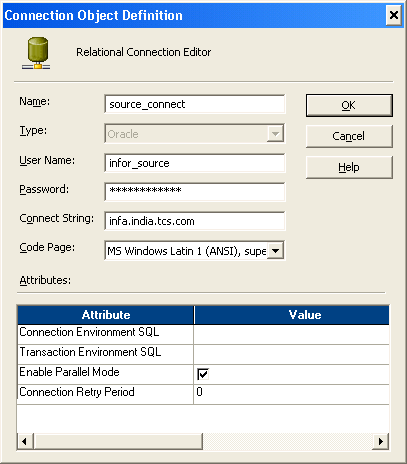 Connection Object Definition
Relational Connection Editor
Name: source_connect OK
Type: Oracle Cancel
User Name: infor_source Help
Password: ************
Connect String: infa.india.tcs.com
Code Page: MS Windows Latin 1 (ANSI), supe
Attributes:
Attribute Value
Connection Environment SQL
Transaction Environment SQL
Enable Parallel Mode
Connection Retry Period 0